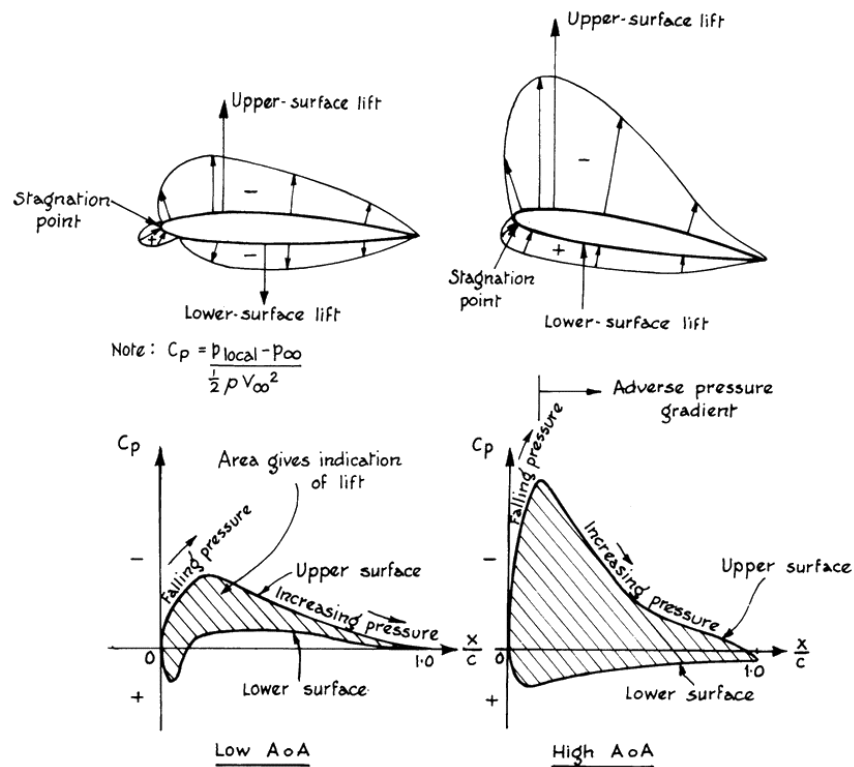 Upper-surface lift
−
Stagnation
point
+
−
Lower-surface lift
Upper-surface lift
−
+
Stagnation
point
Lower-surface lift
Note: Cp = plocal - p∞
½ ρ V∞²
Cp
Area gives indication
of lift
Falling pressure
−
Upper surface
Increasing pressure
0
1.0
x
c
+
Lower surface
Low AoA
Adverse pressure
gradient
Cp
Falling pressure
−
Increasing pressure
Upper surface
0
1.0
x
c
+
Lower surface
High AoA